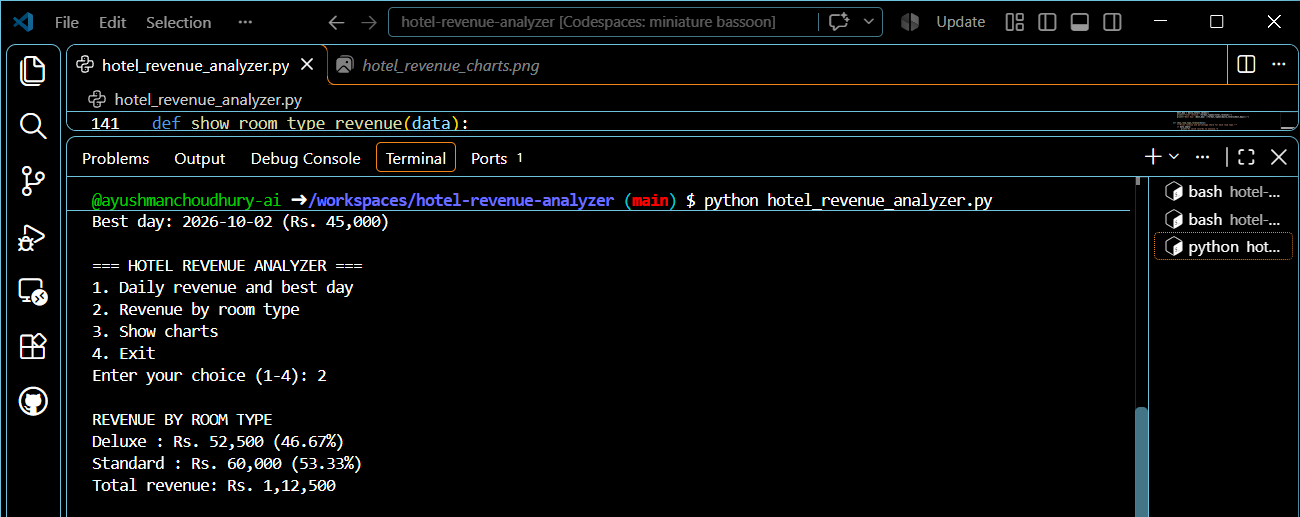 File Edit Selection ··· hotel-revenue-analyzer [Codespaces: miniature bassoon] Update
hotel_revenue_analyzer.py hotel_revenue_charts.png
hotel_revenue_analyzer.py
141 def show_room_type_revenue(data):
Problems Output Debug Console Terminal Ports 1
@ayushmanchoudhury-ai ➜/workspaces/hotel-revenue-analyzer (main) $ python hotel_revenue_analyzer.py
Best day: 2026-10-02 (Rs. 45,000)
=== HOTEL REVENUE ANALYZER ===
1. Daily revenue and best day
2. Revenue by room type
3. Show charts
4. Exit
Enter your choice (1-4): 2
REVENUE BY ROOM TYPE
Deluxe : Rs. 52,500 (46.67%)
Standard : Rs. 60,000 (53.33%)
Total revenue: Rs. 1,12,500
bash hotel-...
bash hotel-...
python hot...